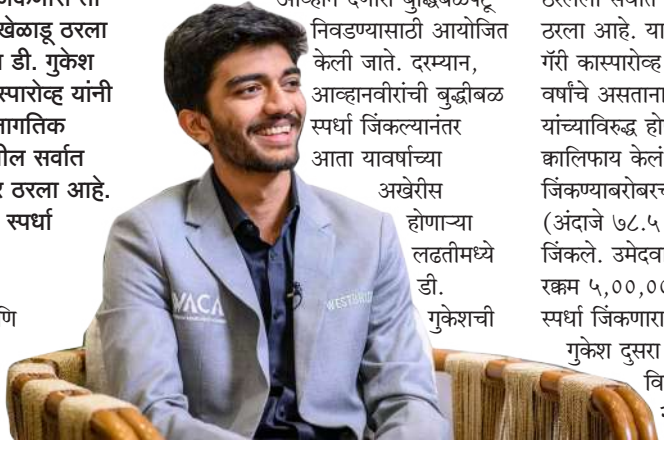 खेळाडू ठरला
डी. गुकेश
स्पारोव्ह यांनी
जागतिक
तील सर्वात
ठरला आहे.
स्पर्धा
निवडण्यासाठी आयोजित
केली जाते. दरम्यान,
आव्हानवीरांची बुद्धीबळ
स्पर्धा जिंकल्यानंतर
आता यावर्षाच्या
अखेरीस
होणाऱ्या
लढतीमध्ये
डी.
गुकेशची
ठरला आहे. या
गॅरी कास्पारोव्ह
वर्षांचे असताना
यांच्याविरुद्ध हो
क्वालिफाय केलं
जिंकण्याबरोबरच
(अंदाजे ७८.५
जिंकले. उमेदवा
रक्कम ५,००,००
स्पर्धा जिंकणारा
गुकेश दुसरा
वि
WACA